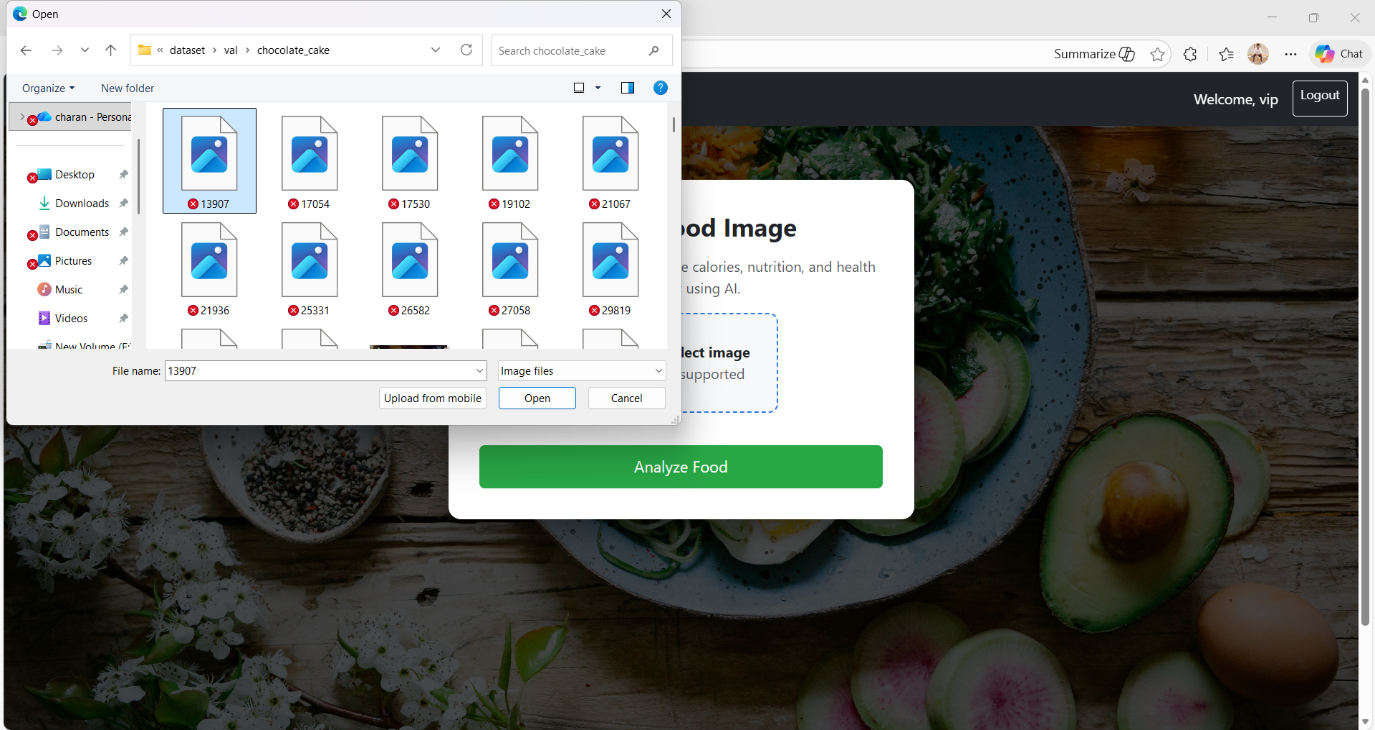 Open
« dataset › val › chocolate_cake
Search chocolate_cake
Summarize
Chat
Organize
New folder
Welcome, vip
Logout
charan - Persona
Desktop
Downloads
Documents
Pictures
Music
Videos
New Volume (E:
13907
17054
17530
19102
21067
21936
25331
26582
27058
29819
File name: 13907
Image files
Upload from mobile
Open
Cancel
ood Image
e calories, nutrition, and health
using AI.
lect image
supported
Analyze Food